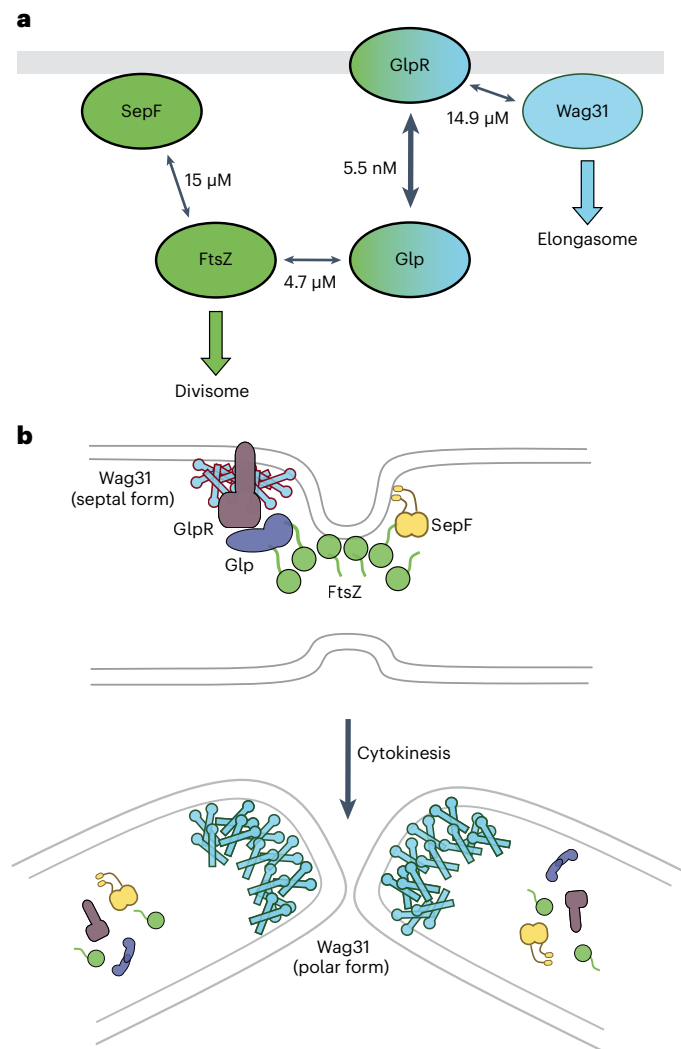 a
GlpR
SepF
Wag31
14.9 µM
5.5 nM
15 µM
Elongasome
FtsZ
Glp
4.7 µM
Divisome
b
Wag31
(septal form)
GlpR
SepF
Glp
FtsZ
Cytokinesis
Wag31
(polar form)